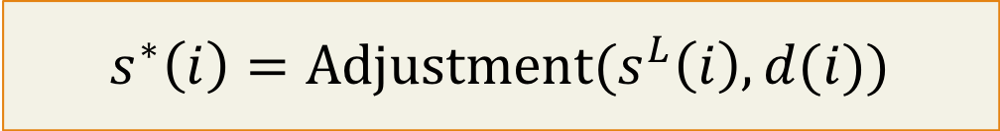 s*(i) = Adjustment(s^L(i), d(i))